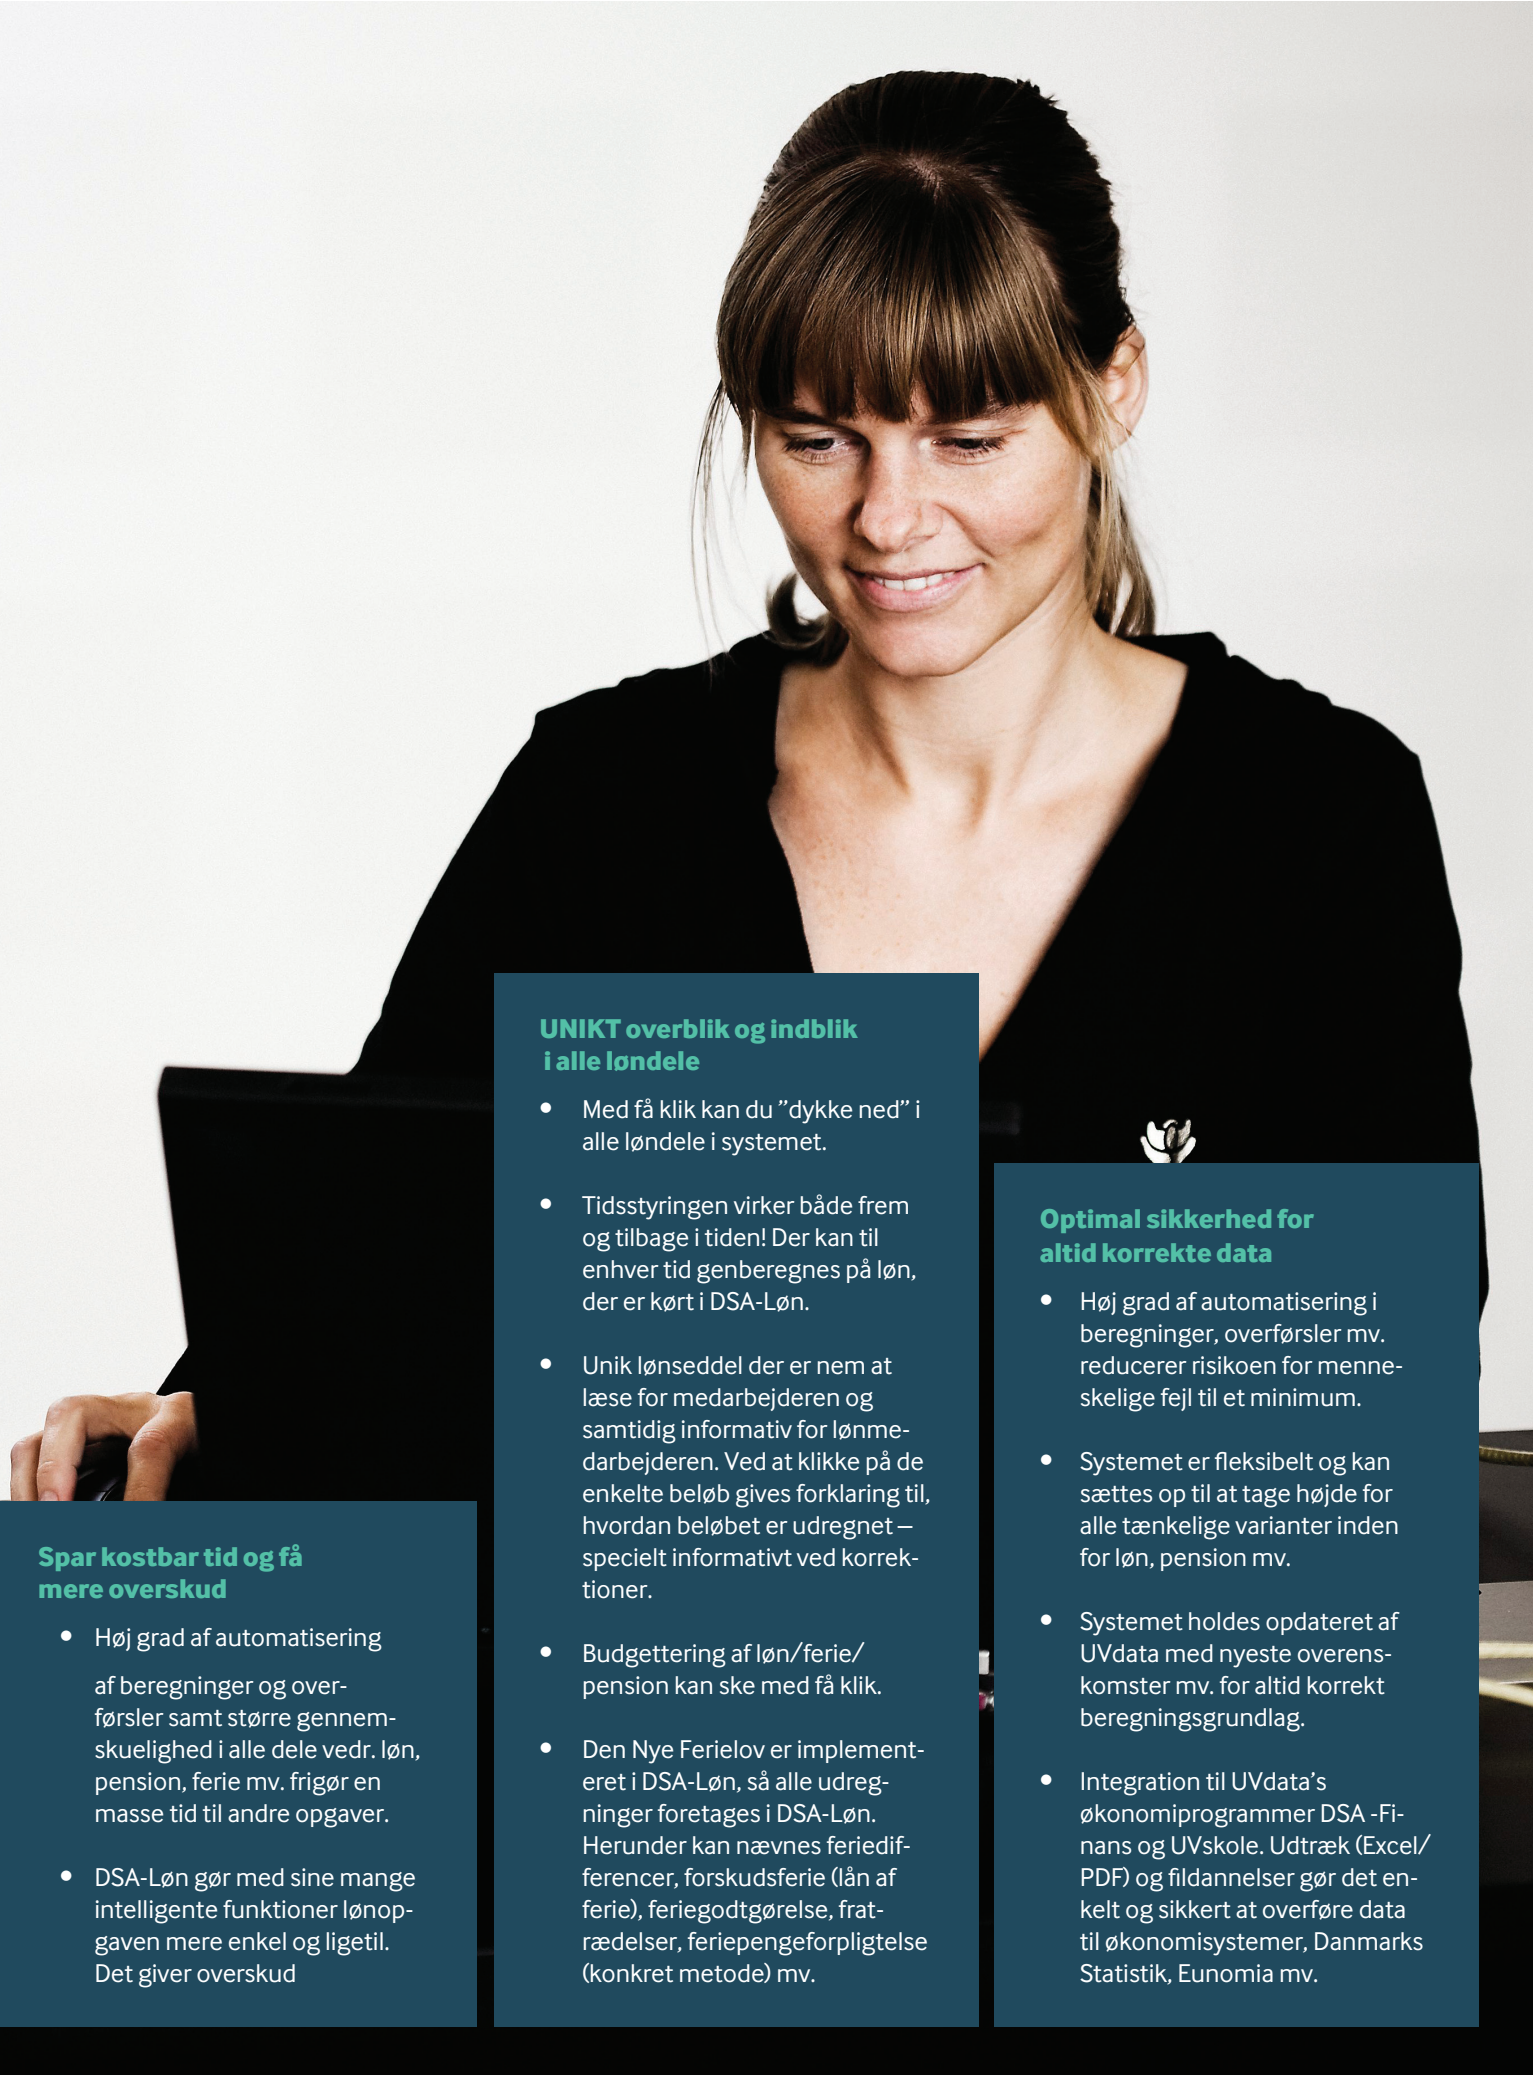 Spar kostbar tid og få
mere overskud
• Høj grad af automatisering
af beregninger og over-
førsler samt større gennem-
skuelighed i alle dele vedr. løn,
pension, ferie mv. frigør en
masse tid til andre opgaver.
• DSA-Løn gør med sine mange
intelligente funktioner lønop-
gaven mere enkel og ligetil.
Det giver overskud
UNIKT overblik og indblik
i alle løndele
• Med få klik kan du ”dykke ned” i
alle løndele i systemet.
• Tidsstyringen virker både frem
og tilbage i tiden! Der kan til
enhver tid genberegnes på løn,
der er kørt i DSA-Løn.
• Unik lønseddel der er nem at
læse for medarbejderen og
samtidig informativ for lønme-
darbejderen. Ved at klikke på de
enkelte beløb gives forklaring til,
hvordan beløbet er udregnet –
specielt informativt ved korrek-
tioner.
• Budgettering af løn/ferie/
pension kan ske med få klik.
• Den Nye Ferielov er implement-
eret i DSA-Løn, så alle udreg-
ninger foretages i DSA-Løn.
Herunder kan nævnes feriedif-
ferencer, forskudsferie (lån af
ferie), feriegodtgørelse, frat-
rædelser, feriepengeforpligtelse
(konkret metode) mv.
Optimal sikkerhed for
altid korrekte data
• Høj grad af automatisering i
beregninger, overførsler mv.
reducerer risikoen for menne-
skelige fejl til et minimum.
• Systemet er fleksibelt og kan
sættes op til at tage højde for
alle tænkelige varianter inden
for løn, pension mv.
• Systemet holdes opdateret af
UVdata med nyeste overens-
komster mv. for altid korrekt
beregningsgrundlag.
• Integration til UVdata’s
økonomiprogrammer DSA -Fi-
nans og UVskole. Udtræk (Excel/
PDF) og fildannelser gør det en-
kelt og sikkert at overføre data
til økonomisystemer, Danmarks
Statistik, Eunomia mv.